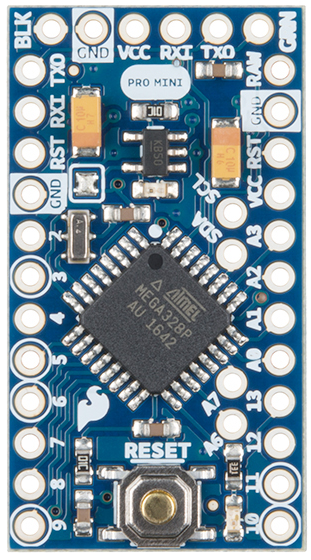 BLK
GND
VCC
RXI
TXO
GRN
PRO MINI
TXO
RXI
RST
GND
2
3
4
5
6
7
8
9
RAW
GND
RST
VCC
A3
A2
A1
A0
13
12
11
10
SCL
SDA
A7
A6
KB50
ATMEL
MEGA328P
AU 1642
RESET